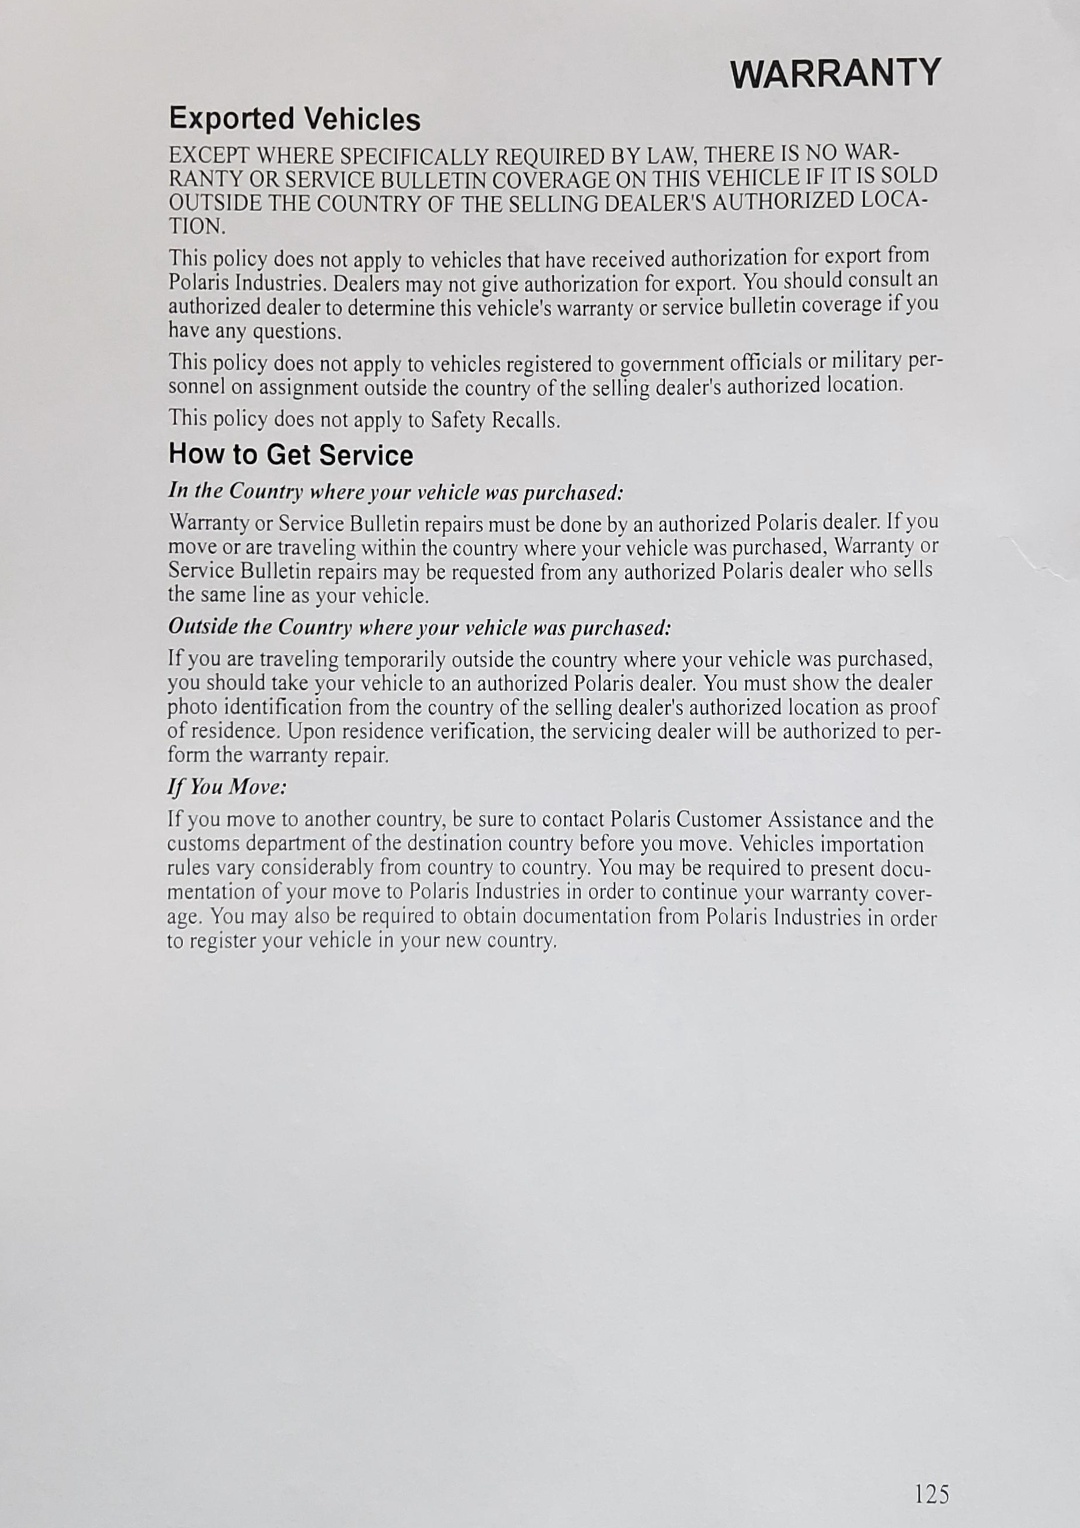 WARRANTY
Exported Vehicles
EXCEPT WHERE SPECIFICALLY REQUIRED BY LAW, THERE IS NO WAR-
RANTY OR SERVICE BULLETIN COVERAGE ON THIS VEHICLE IF IT IS SOLD
OUTSIDE THE COUNTRY OF THE SELLING DEALER'S AUTHORIZED LOCA-
TION.
This policy does not apply to vehicles that have received authorization for export from
Polaris Industries. Dealers may not give authorization for export. You should consult an
authorized dealer to determine this vehicle's warranty or service bulletin coverage if you
have any questions.
This policy does not apply to vehicles registered to government officials or military per-
sonnel on assignment outside the country of the selling dealer's authorized location.
This policy does not apply to Safety Recalls.
How to Get Service
In the Country where your vehicle was purchased:
Warranty or Service Bulletin repairs must be done by an authorized Polaris dealer. If you
move or are traveling within the country where your vehicle was purchased, Warranty or
Service Bulletin repairs may be requested from any authorized Polaris dealer who sells
the same line as your vehicle.
Outside the Country where your vehicle was purchased:
If you are traveling temporarily outside the country where your vehicle was purchased,
you should take your vehicle to an authorized Polaris dealer. You must show the dealer
photo identification from the country of the selling dealer's authorized location as proof
of residence. Upon residence verification, the servicing dealer will be authorized to per-
form the warranty repair.
If You Move:
If you move to another country, be sure to contact Polaris Customer Assistance and the
customs department of the destination country before you move. Vehicles importation
rules vary considerably from country to country. You may be required to present docu-
mentation of your move to Polaris Industries in order to continue your warranty cover-
age. You may also be required to obtain documentation from Polaris Industries in order
to register your vehicle in your new country.
125